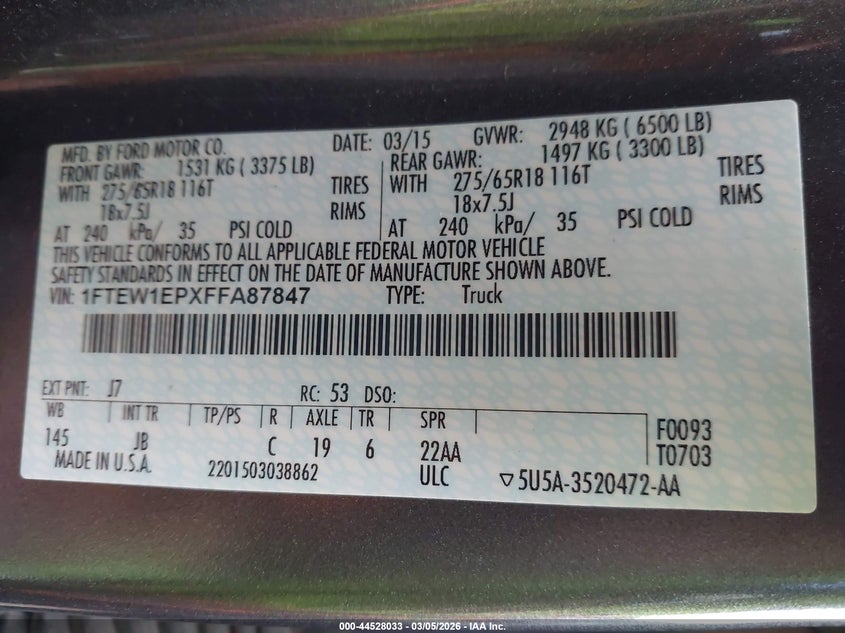 MFD. BY FORD MOTOR CO. DATE: 03/15 GVWR: 2948 KG ( 6500 LB)
FRONT GAWR: 1531 KG ( 3375 LB) REAR GAWR: 1497 KG ( 3300 LB)
WITH 275/65R18 116T TIRES WITH 275/65R18 116T TIRES
18x7.5J RIMS 18x7.5J RIMS
AT 240 kPa/ 35 PSI COLD AT 240 kPa/ 35 PSI COLD
THIS VEHICLE CONFORMS TO ALL APPLICABLE FEDERAL MOTOR VEHICLE
SAFETY STANDARDS IN EFFECT ON THE DATE OF MANUFACTURE SHOWN ABOVE.
VIN: 1FTEW1EPXFFA87847 TYPE: Truck
EXT PNT: J7 RC: 53 DSO:
WB INT TR TP/PS R AXLE TR SPR
145 JB C 19 6 22AA F0093
MADE IN U.S.A. 2201503038862 ULC T0703
▽5U5A-3520472-AA
000-44528033 — 03/05/2026 - IAA Inc.